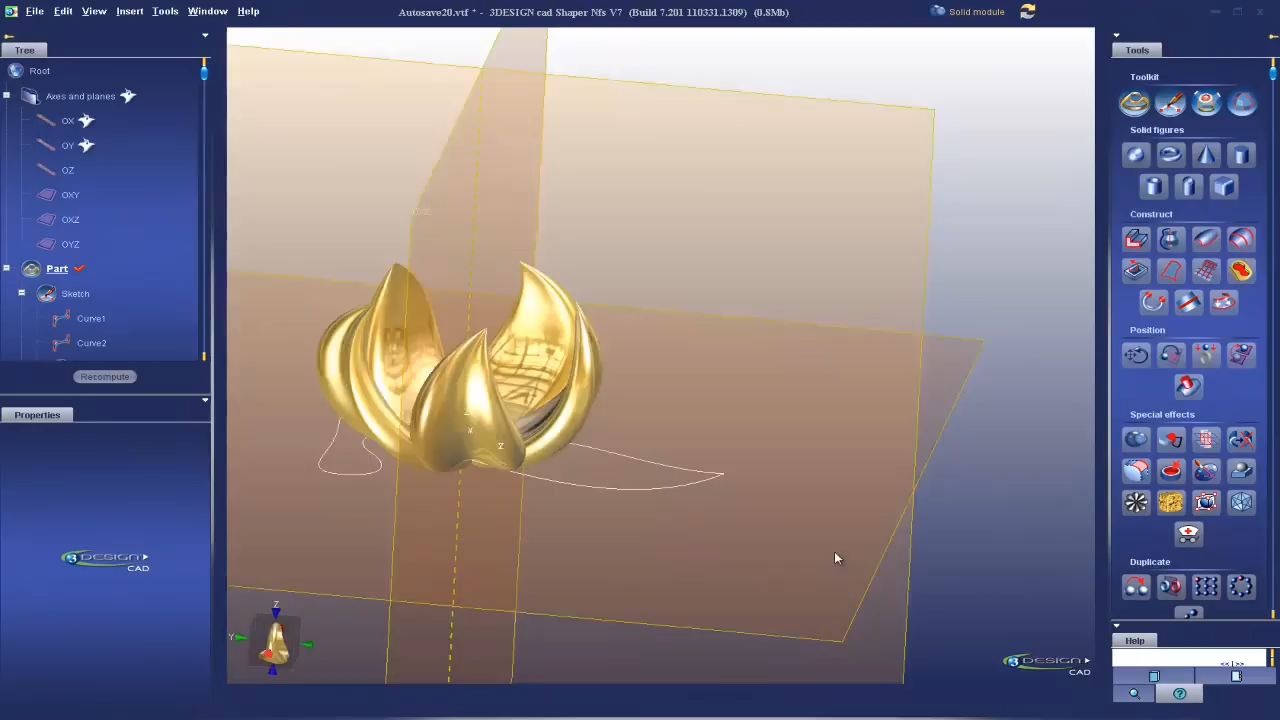 File Edit View Insert Tools Window Help
Autosave20.vtf * - 3DESIGN cad Shaper Nfs V7 (Build 7.201 110331.1309) (0.8Mb)
Solid module
Tree
Root
Axes and planes
OX
OY
OZ
OXY
OXZ
OYZ
Part
Sketch
Curve1
Curve2
Recompute
Properties
3DESIGN
CAD
Z
Y
Z
3DESIGN
CAD
Tools
Toolkit
Solid figures
Construct
Position
Special effects
Duplicate
Help
<< | >>